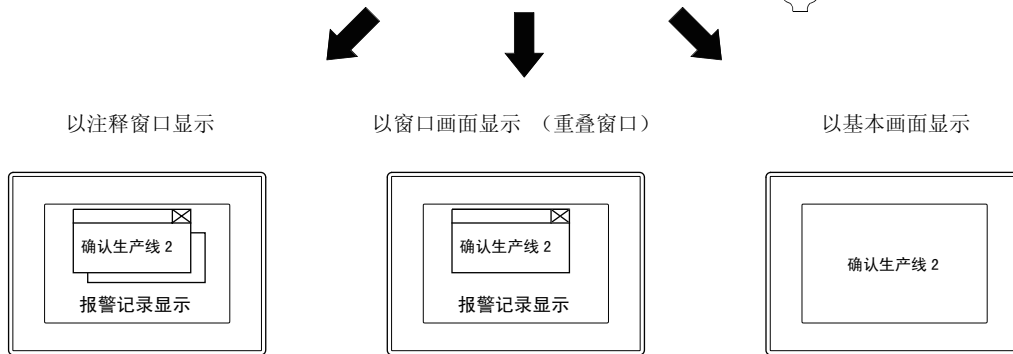 以注释窗口显示
以窗口画面显示 （重叠窗口）
以基本画面显示
确认生产线 2
报警记录显示
确认生产线 2
报警记录显示
确认生产线 2